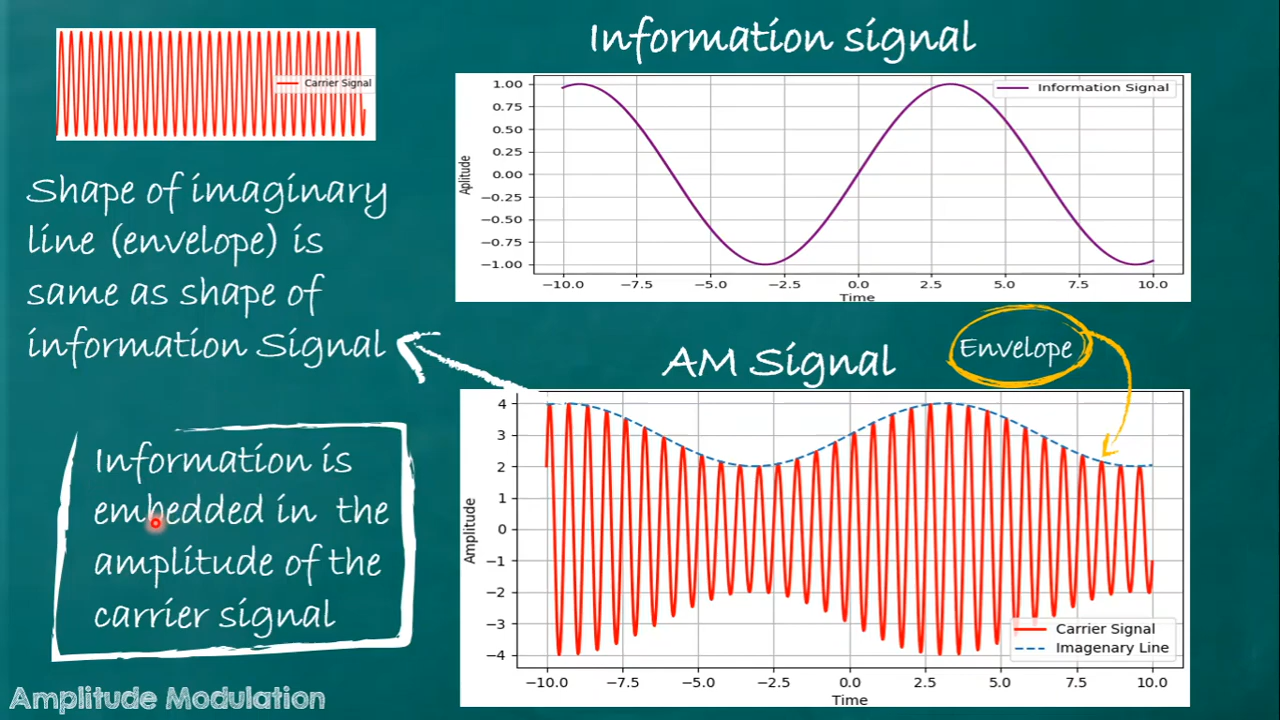 Carrier Signal
Information signal
Information Signal
1.00
0.75
0.50
0.25
0.00
−0.25
−0.50
−0.75
−1.00
Aplitude
−10.0 −7.5 −5.0 −2.5 0.0 2.5 5.0 7.5 10.0
Time
Shape of imaginary
line (envelope) is
same as shape of
information Signal
AM Signal
Envelope
4
3
2
1
0
−1
−2
−3
−4
Amplitude
Carrier Signal
Imagenary Line
−10.0 −7.5 −5.0 −2.5 0.0 2.5 5.0 7.5 10.0
Time
Information is
embedded in the
amplitude of the
carrier signal
Amplitude Modulation